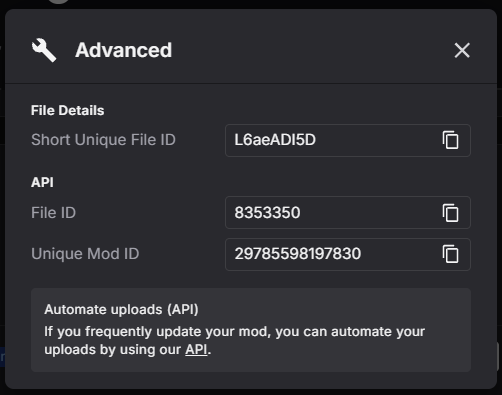 Advanced
File Details
Short Unique File ID L6aeADI5D
API
File ID 8353350
Unique Mod ID 29785598197830
Automate uploads (API)
If you frequently update your mod, you can automate your
uploads by using our API.